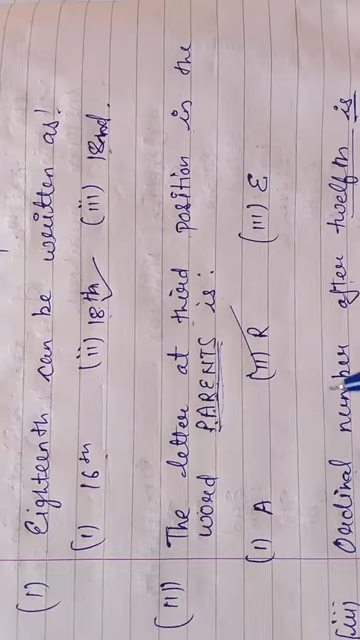 (i) Eighteenth can be written as!
(i) 16th (ii) 18th (iii) 18nd.
(ii) The letter at third position in the
word PARENTS is:
(i) A (ii) R (iii) E
(iii) Ordinal number after twelfth is